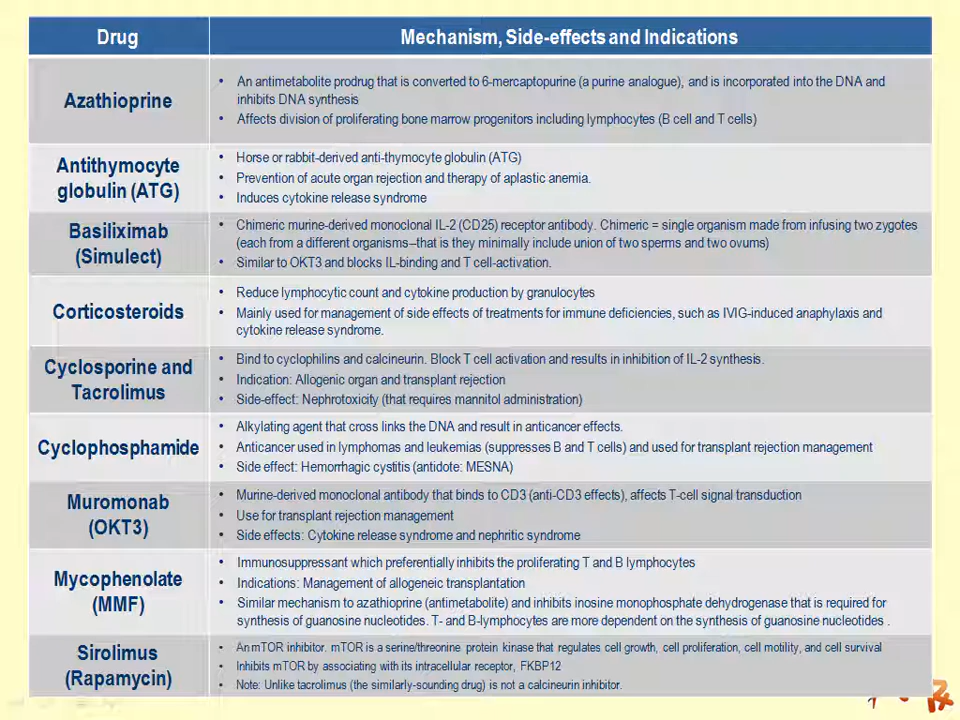 Drug
Mechanism, Side-effects and Indications
Azathioprine
• An antimetabolite prodrug that is converted to 6-mercaptopurine (a purine analogue), and is incorporated into the DNA and
inhibits DNA synthesis
• Affects division of proliferating bone marrow progenitors including lymphocytes (B cell and T cells)
Antithymocyte
globulin (ATG)
• Horse or rabbit-derived anti-thymocyte globulin (ATG)
• Prevention of acute organ rejection and therapy of aplastic anemia.
• Induces cytokine release syndrome
Basiliximab
(Simulect)
• Chimeric murine-derived monoclonal IL-2 (CD25) receptor antibody. Chimeric = single organism made from infusing two zygotes
(each from a different organisms–that is they minimally include union of two sperms and two ovums)
• Similar to OKT3 and blocks IL-binding and T cell-activation.
Corticosteroids
• Reduce lymphocytic count and cytokine production by granulocytes
• Mainly used for management of side effects of treatments for immune deficiencies, such as IVIG-induced anaphylaxis and
cytokine release syndrome.
Cyclosporine and
Tacrolimus
• Bind to cyclophilins and calcineurin. Block T cell activation and results in inhibition of IL-2 synthesis.
• Indication: Allogenic organ and transplant rejection
• Side-effect: Nephrotoxicity (that requires mannitol administration)
Cyclophosphamide
• Alkylating agent that cross links the DNA and result in anticancer effects.
• Anticancer used in lymphomas and leukemias (suppresses B and T cells) and used for transplant rejection management
• Side effect: Hemorrhagic cystitis (antidote: MESNA)
Muromonab
(OKT3)
• Murine-derived monoclonal antibody that binds to CD3 (anti-CD3 effects), affects T-cell signal transduction
• Use for transplant rejection management
• Side effects: Cytokine release syndrome and nephritic syndrome
Mycophenolate
(MMF)
• Immunosuppressant which preferentially inhibits the proliferating T and B lymphocytes
• Indications: Management of allogeneic transplantation
• Similar mechanism to azathioprine (antimetabolite) and inhibits inosine monophosphate dehydrogenase that is required for
synthesis of guanosine nucleotides. T- and B-lymphocytes are more dependent on the synthesis of guanosine nucleotides .
Sirolimus
(Rapamycin)
• An mTOR inhibitor. mTOR is a serine/threonine protein kinase that regulates cell growth, cell proliferation, cell motility, and cell survival
• Inhibits mTOR by associating with its intracellular receptor, FKBP12
• Note: Unlike tacrolimus (the similarly-sounding drug) is not a calcineurin inhibitor.